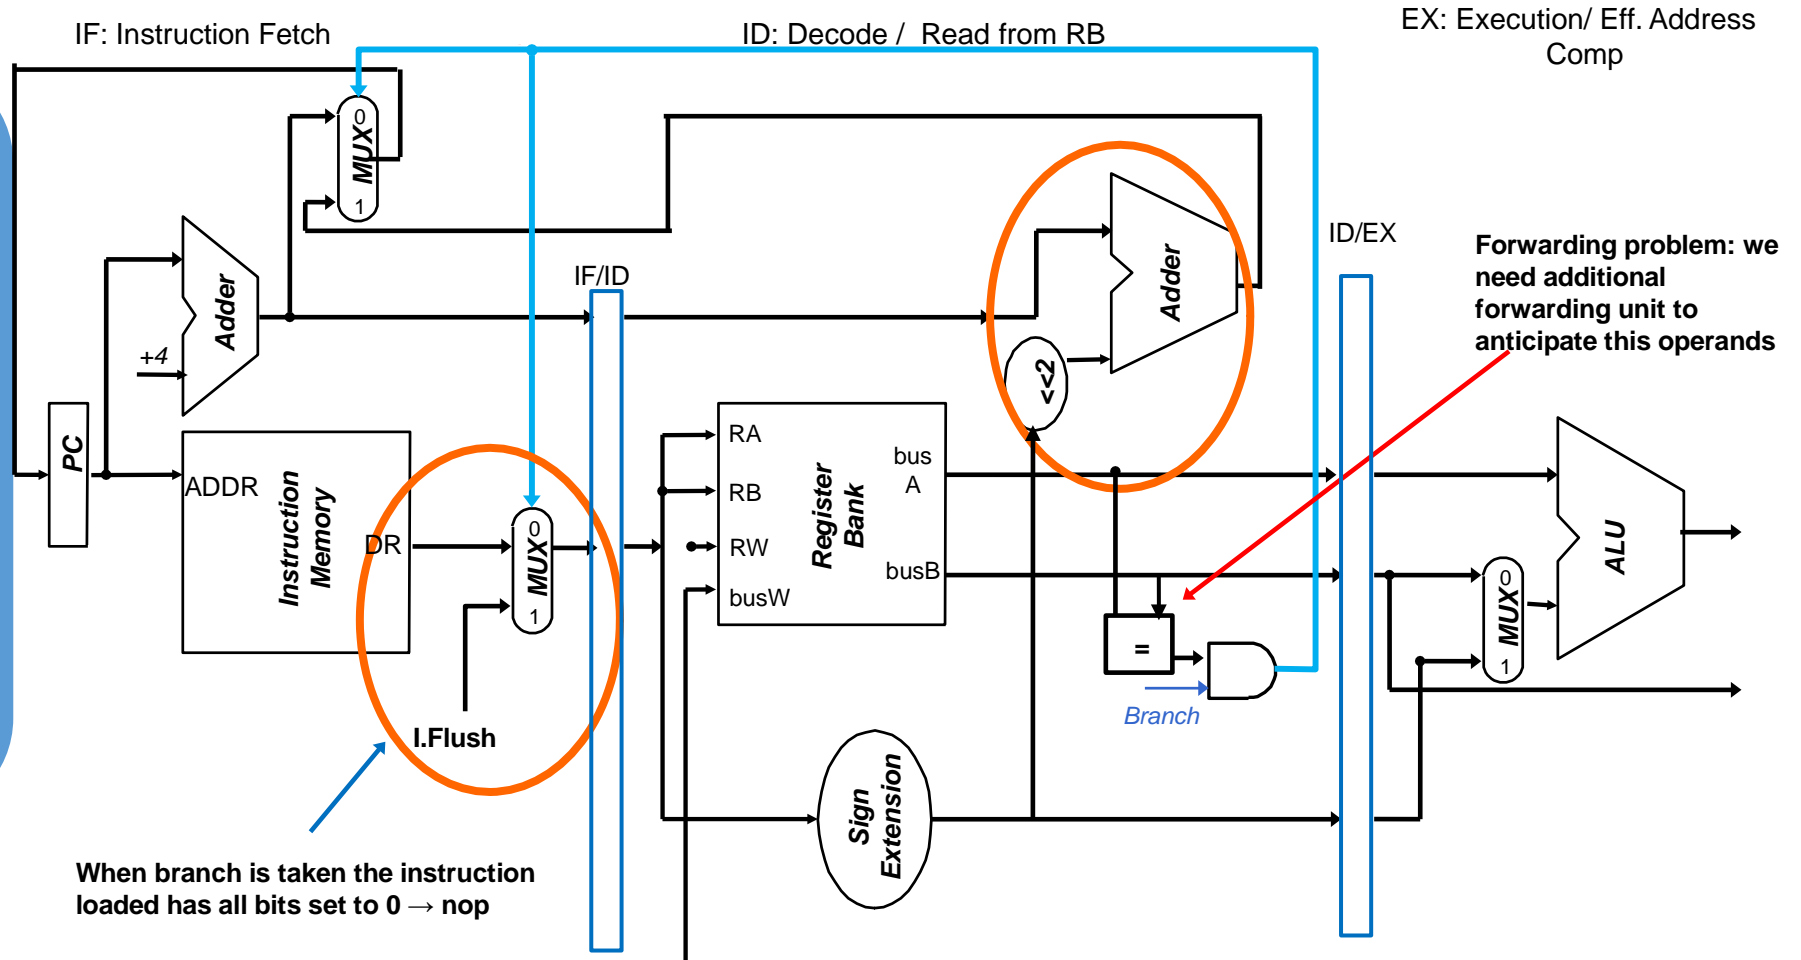 IF: Instruction Fetch
ID: Decode / Read from RB
EX: Execution/ Eff. Address
Comp
0
MUX
1
Adder
+4
IF/ID
Adder
<<2
ID/EX
Forwarding problem: we
need additional
forwarding unit to
anticipate this operands
PC
ADDR
Instruction
Memory
DR
0
MUX
1
I.Flush
RA
RB
RW
busW
Register
Bank
bus
A
busB
=
Branch
Sign
Extension
0
MUX
1
ALU
When branch is taken the instruction
loaded has all bits set to 0 → nop